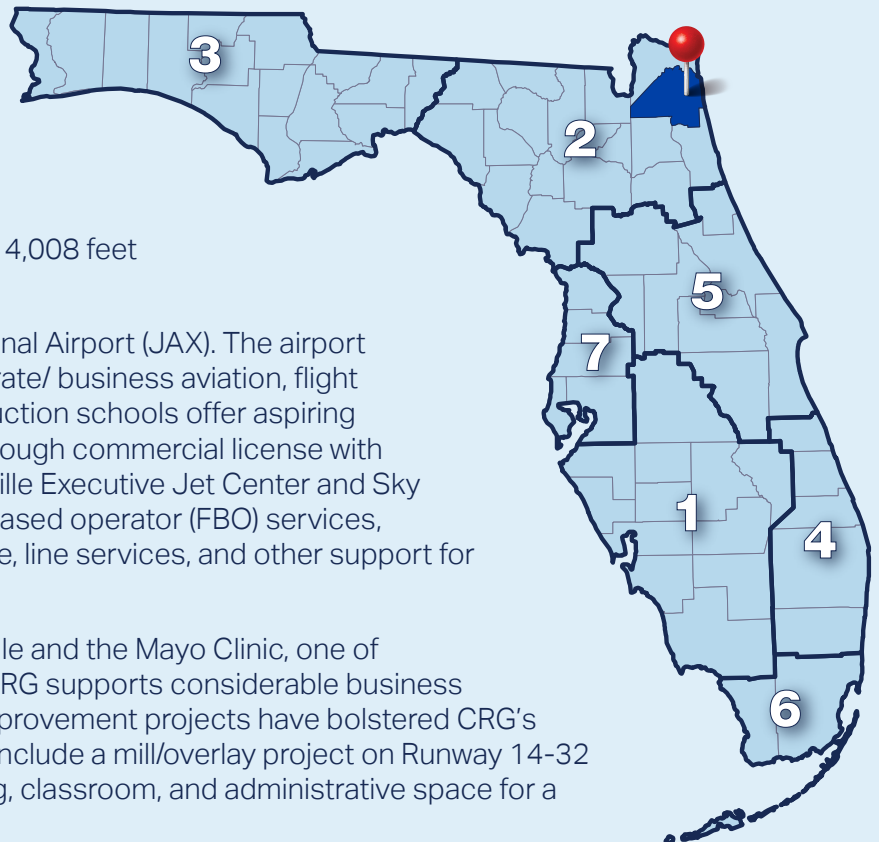 3
2
4,008 feet
5
nal Airport (JAX). The airport
rate/ business aviation, flight
7
uction schools offer aspiring
ough commercial license with
ille Executive Jet Center and Sky
1
ased operator (FBO) services,
4
e, line services, and other support for
le and the Mayo Clinic, one of
RG supports considerable business
6
provement projects have bolstered CRG’s
nclude a mill/overlay project on Runway 14-32
g, classroom, and administrative space for a